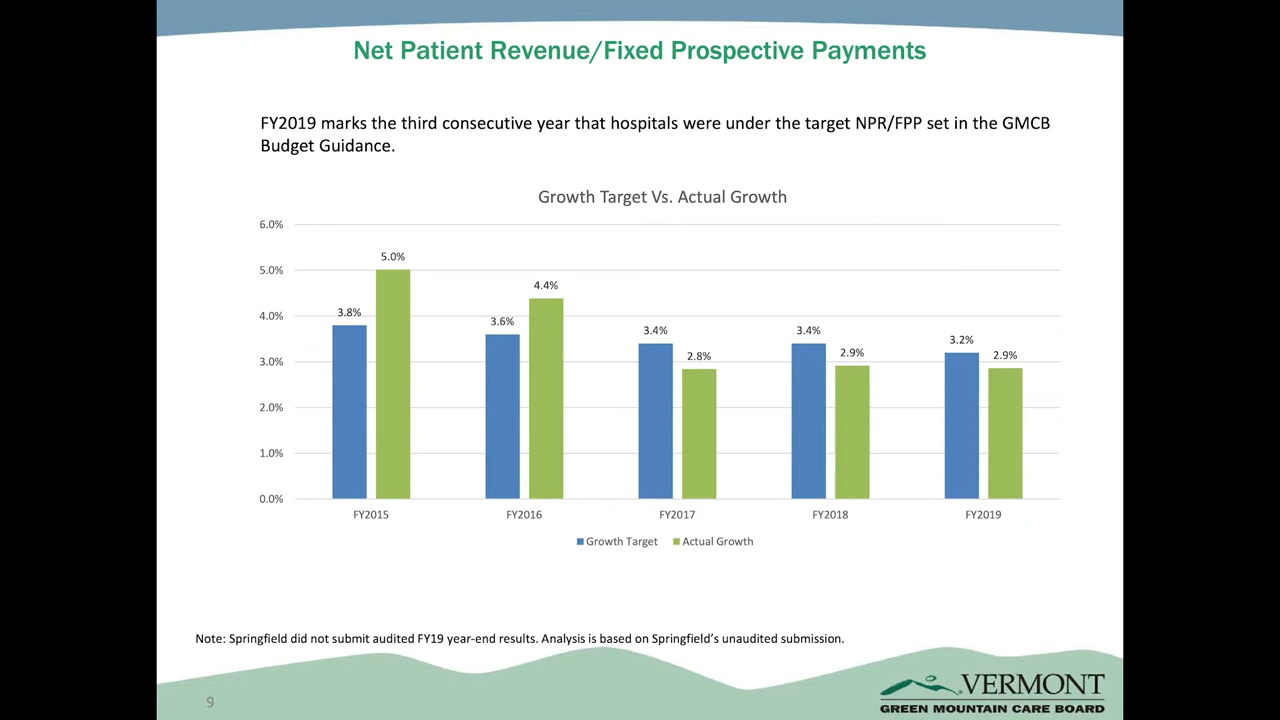 Net Patient Revenue/Fixed Prospective Payments
FY2019 marks the third consecutive year that hospitals were under the target NPR/FPP set in the GMCB
Budget Guidance.
Growth Target Vs. Actual Growth
6.0%
5.0%
4.0%
3.0%
2.0%
1.0%
0.0%
3.8%
5.0%
3.6%
4.4%
3.4%
2.8%
3.4%
2.9%
3.2%
2.9%
FY2015
FY2016
FY2017
FY2018
FY2019
Growth Target
Actual Growth
Note: Springfield did not submit audited FY19 year-end results. Analysis is based on Springfield's unaudited submission.
9
VERMONT
GREEN MOUNTAIN CARE BOARD